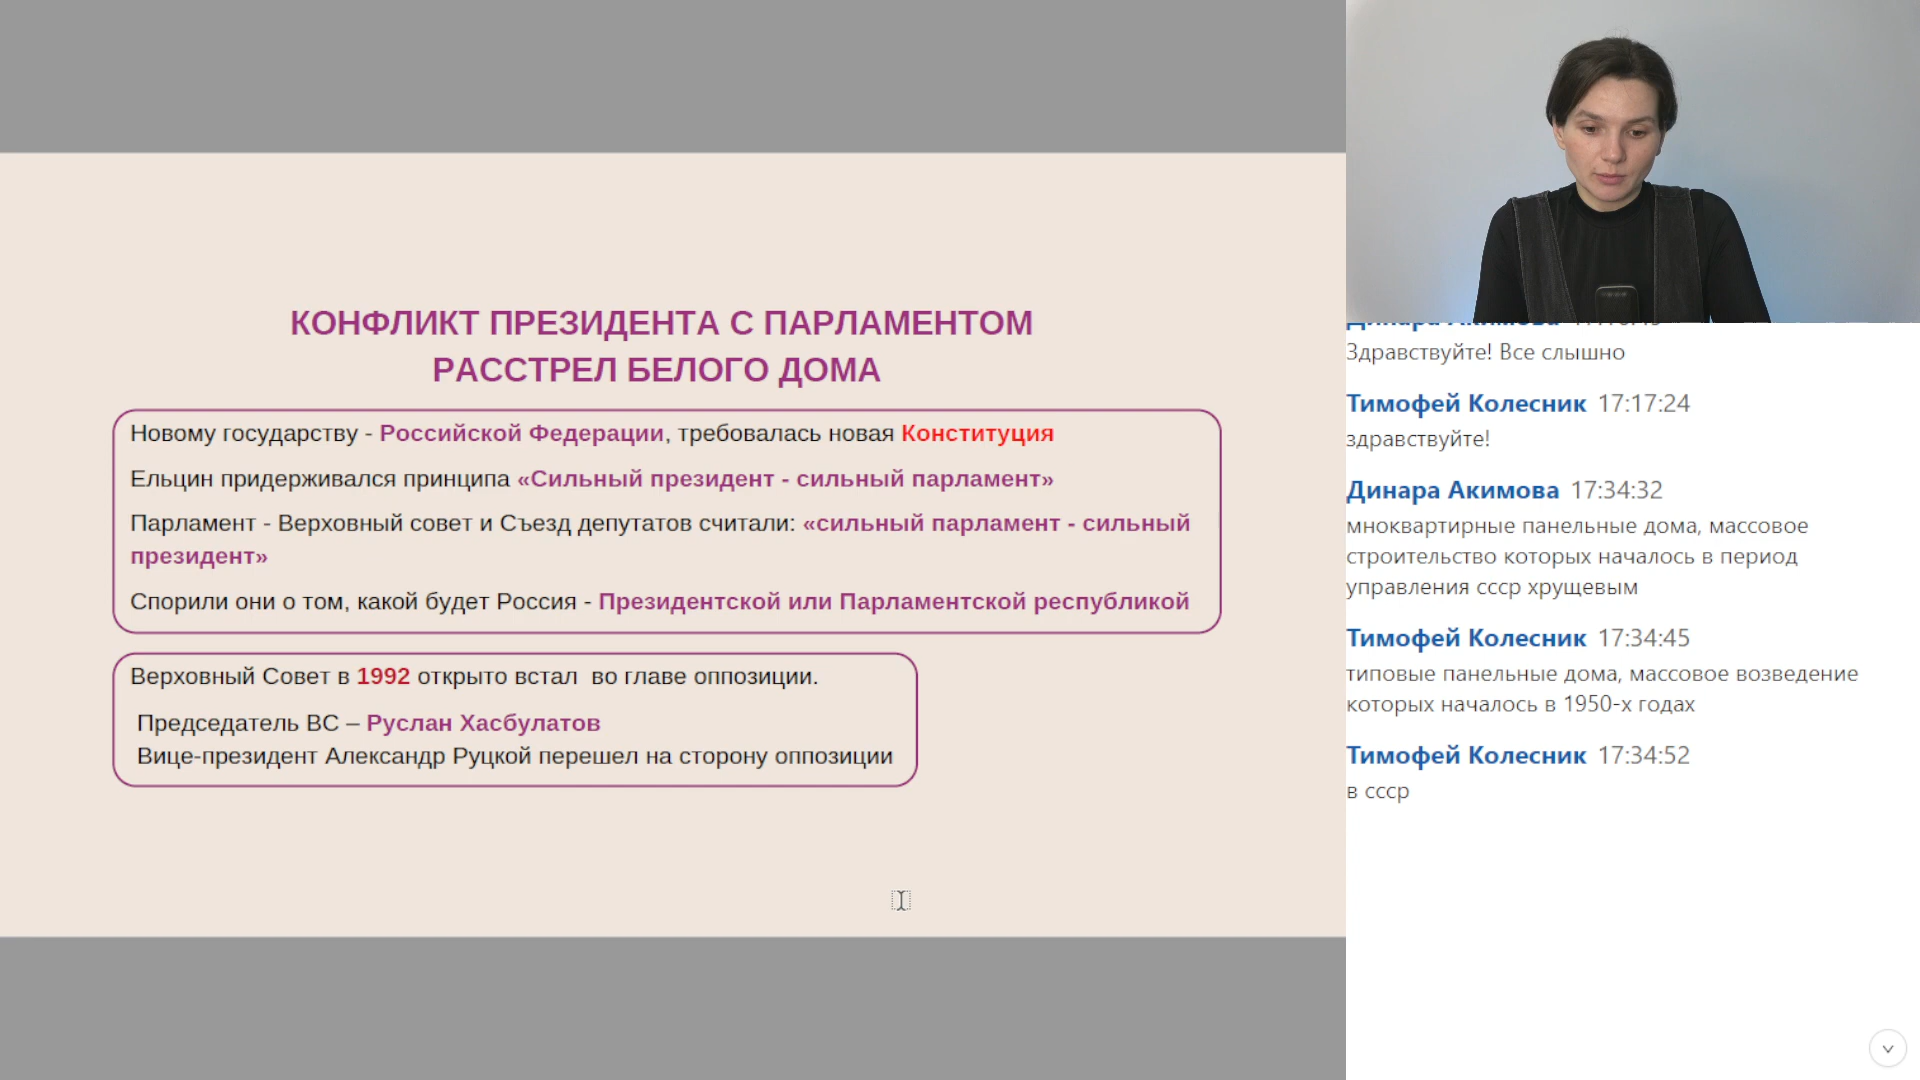 КОНФЛИКТ ПРЕЗИДЕНТА С ПАРЛАМЕНТОМ
РАССТРЕЛ БЕЛОГО ДОМА
Новому государству - Российской Федерации, требовалась новая Конституция
Ельцин придерживался принципа «Сильный президент - сильный парламент»
Парламент - Верховный совет и Съезд депутатов считали: «сильный парламент - сильный
президент»
Спорили они о том, какой будет Россия - Президентской или Парламентской республикой
Верховный Совет в 1992 открыто встал  во главе оппозиции.
Председатель ВС – Руслан Хасбулатов
Вице-президент Александр Руцкой перешел на сторону оппозиции
Динара Акимова
Здравствуйте! Все слышно
Тимофей Колесник 17:17:24
здравствуйте!
Динара Акимова 17:34:32
мноквартирные панельные дома, массовое
строительство которых началось в период
управления ссср хрущевым
Тимофей Колесник 17:34:45
типовые панельные дома, массовое возведение
которых началось в 1950-х годах
Тимофей Колесник 17:34:52
в ссср